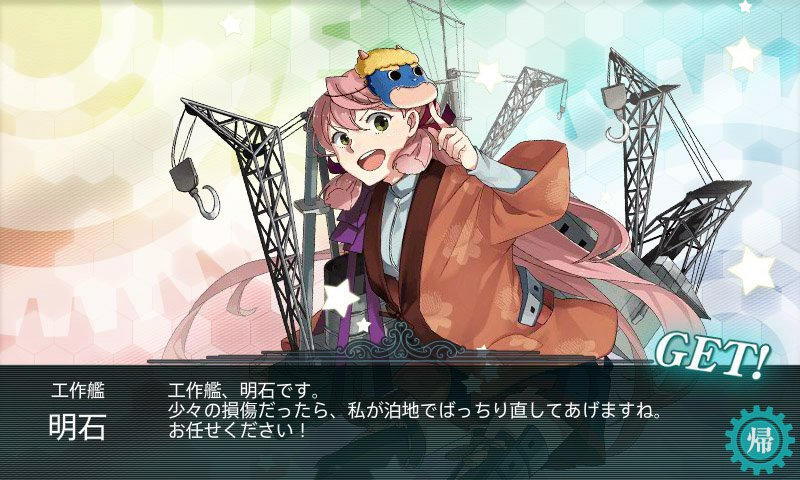 GET!
工作艦
明石
工作艦、明石です。
少々の損傷だったら、私が泊地でばっちり直してあげますね。
お任せください！
帰